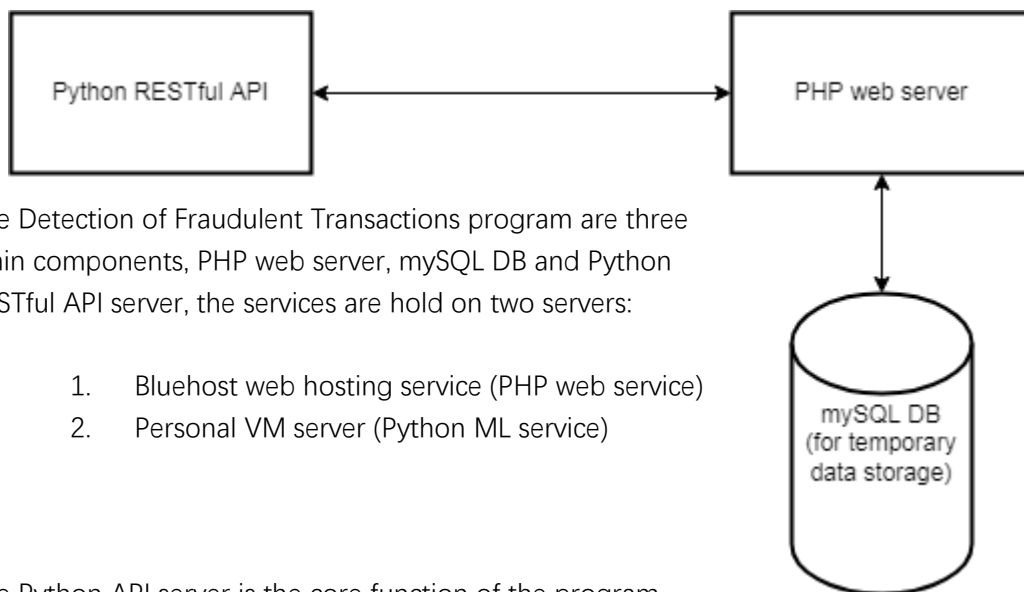 Python RESTful API
PHP web server
e Detection of Fraudulent Transactions program are three
ain components, PHP web server, mySQL DB and Python
STful API server, the services are hold on two servers:
1. Bluehost web hosting service (PHP web service)
2. Personal VM server (Python ML service)
mySQL DB
(for temporary
data storage)
e Python API server is the core function of the program